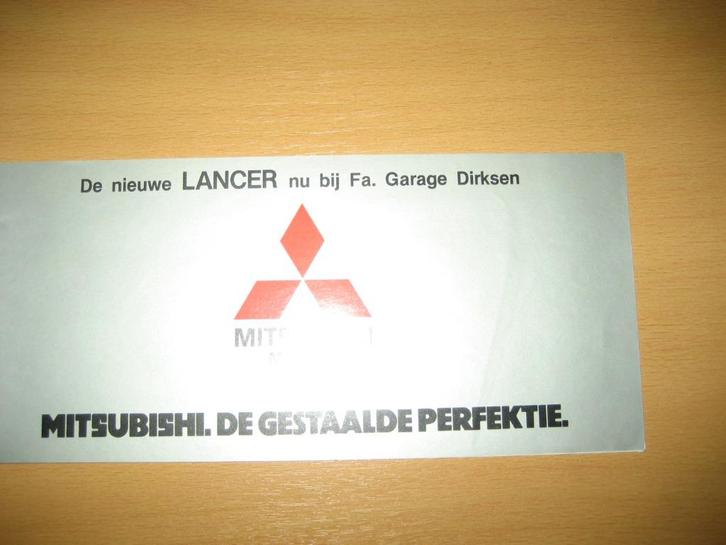 De nieuwe LANCER nu bij Fa. Garage Dirksen
MITSUBISHI. DE GESTAALDE PERFEKTIE.